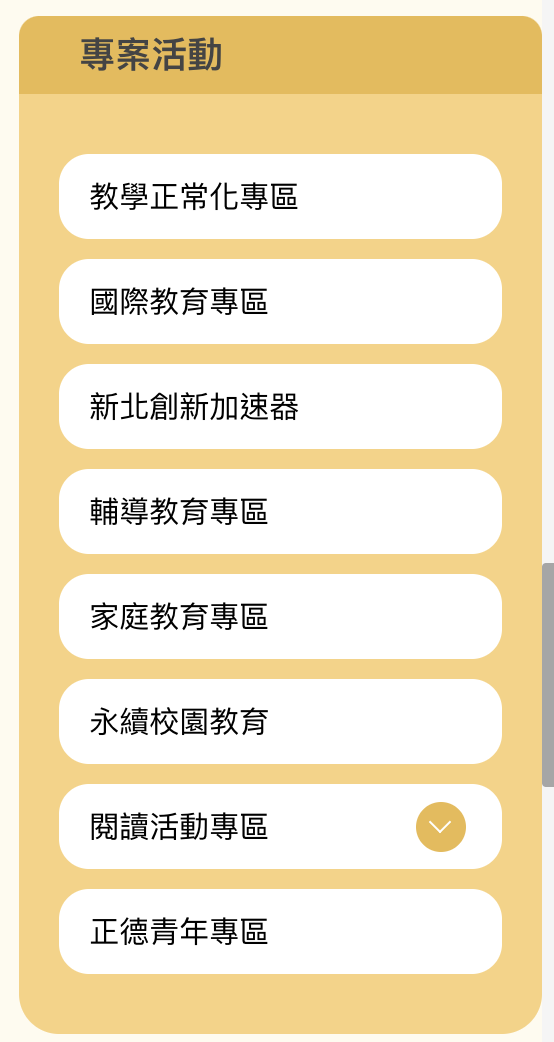 專案活動
教學正常化專區
國際教育專區
新北創新加速器
輔導教育專區
家庭教育專區
永續校園教育
閱讀活動專區
正德青年專區